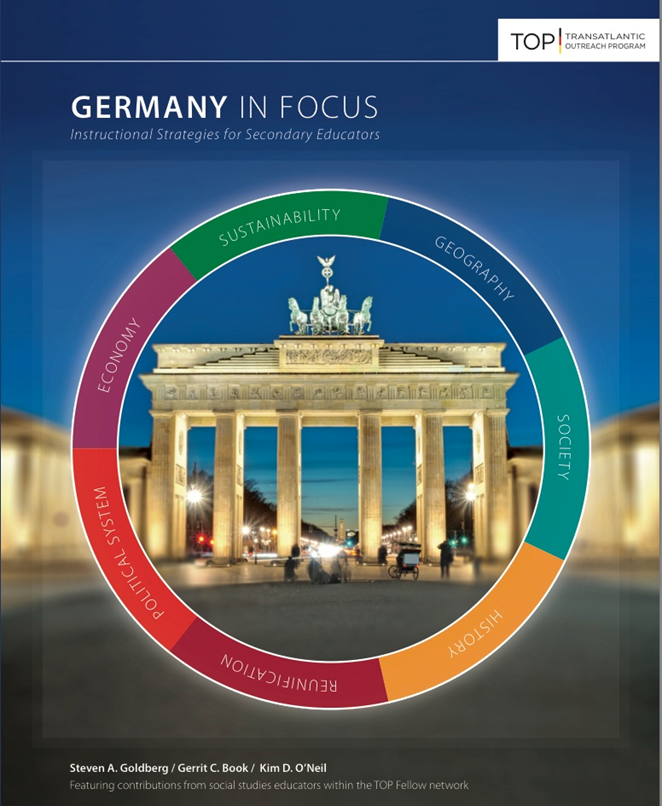 TOP TRANSATLANTIC
OUTREACH PROGRAM
GERMANY IN FOCUS
Instructional Strategies for Secondary Educators
SUSTAINABILITY
GEOGRAPHY
SOCIETY
HISTORY
REUNIFICATION
POLITICAL SYSTEM
ECONOMY
Steven A. Goldberg / Gerrit C. Book / Kim D. O'Neil
Featuring contributions from social studies educators within the TOP Fellow network